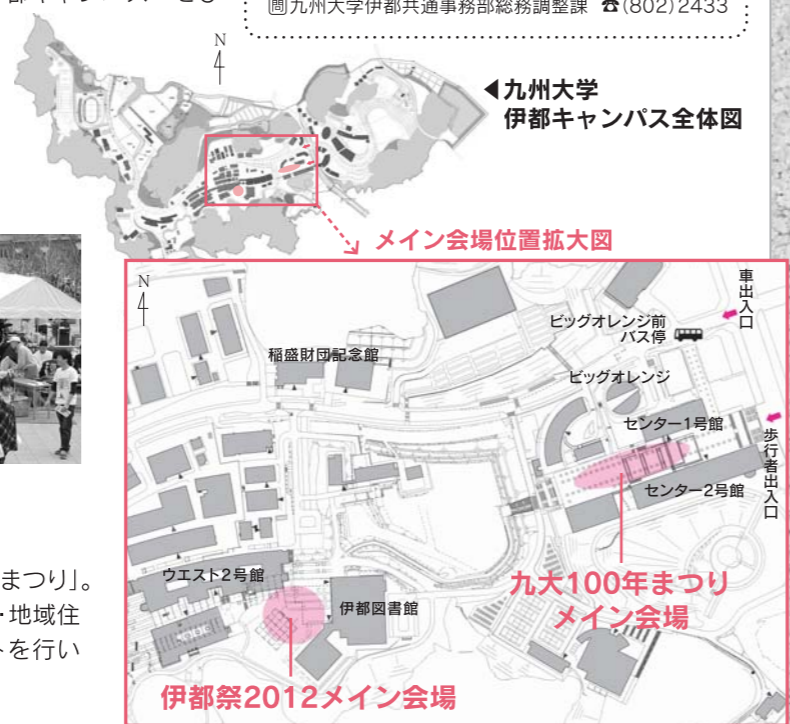 都キャンパス
問九州大学伊都共通事務部総務調整課 ☎(802)2433
N
◀九州大学
伊都キャンパス全体図
メイン会場位置拡大図
N
車出入口
ビッグオレンジ前
バス停
稲盛財団記念館
ビッグオレンジ
センター1号館
歩行者出入口
センター2号館
九大100年まつり
メイン会場
ウエスト2号館
伊都図書館
伊都祭2012メイン会場
まつり」。
・地域住
トを行い